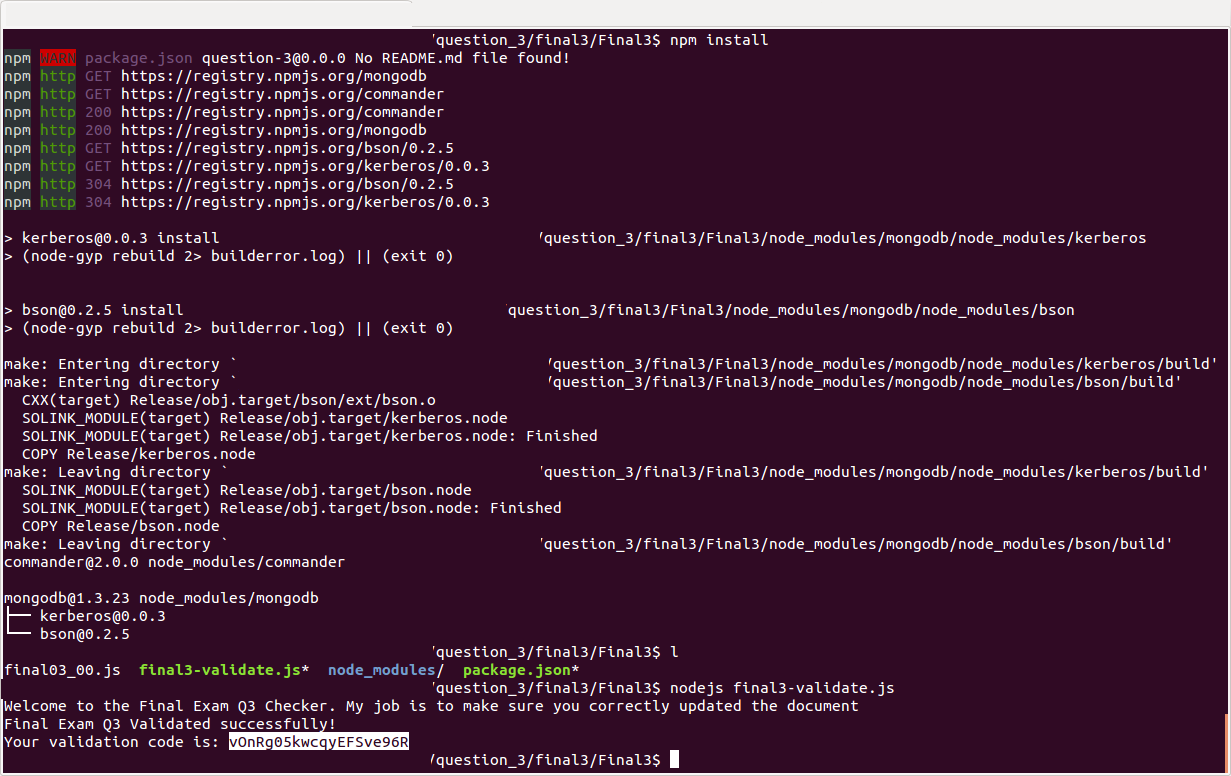 /question_3/final3/Final3$ npm install
npm WARN package.json question-3@0.0.0 No README.md file found!
npm http GET https://registry.npmjs.org/mongodb
npm http GET https://registry.npmjs.org/commander
npm http 200 https://registry.npmjs.org/commander
npm http 200 https://registry.npmjs.org/mongodb
npm http GET https://registry.npmjs.org/bson/0.2.5
npm http GET https://registry.npmjs.org/kerberos/0.0.3
npm http 304 https://registry.npmjs.org/bson/0.2.5
npm http 304 https://registry.npmjs.org/kerberos/0.0.3
> kerberos@0.0.3 install /question_3/final3/Final3/node_modules/mongodb/node_modules/kerberos
> (node-gyp rebuild 2> builderror.log) || (exit 0)
> bson@0.2.5 install question_3/final3/Final3/node_modules/mongodb/node_modules/bson
> (node-gyp rebuild 2> builderror.log) || (exit 0)
make: Entering directory ` /question_3/final3/Final3/node_modules/mongodb/node_modules/kerberos/build'
make: Entering directory ` /question_3/final3/Final3/node_modules/mongodb/node_modules/bson/build'
CXX(target) Release/obj.target/bson/ext/bson.o
SOLINK_MODULE(target) Release/obj.target/kerberos.node
SOLINK_MODULE(target) Release/obj.target/kerberos.node: Finished
COPY Release/kerberos.node
make: Leaving directory ` /question_3/final3/Final3/node_modules/mongodb/node_modules/kerberos/build'
SOLINK_MODULE(target) Release/obj.target/bson.node
SOLINK_MODULE(target) Release/obj.target/bson.node: Finished
COPY Release/bson.node
make: Leaving directory ` /question_3/final3/Final3/node_modules/mongodb/node_modules/bson/build'
commander@2.0.0 node_modules/commander
mongodb@1.3.23 node_modules/mongodb
├── kerberos@0.0.3
└── bson@0.2.5
/question_3/final3/Final3$ l
final03_00.js final3-validate.js* node_modules/ package.json*
/question_3/final3/Final3$ nodejs final3-validate.js
Welcome to the Final Exam Q3 Checker. My job is to make sure you correctly updated the document
Final Exam Q3 Validated successfully!
Your validation code is: vOnRg05kwcqyEFSve96R
/question_3/final3/Final3$